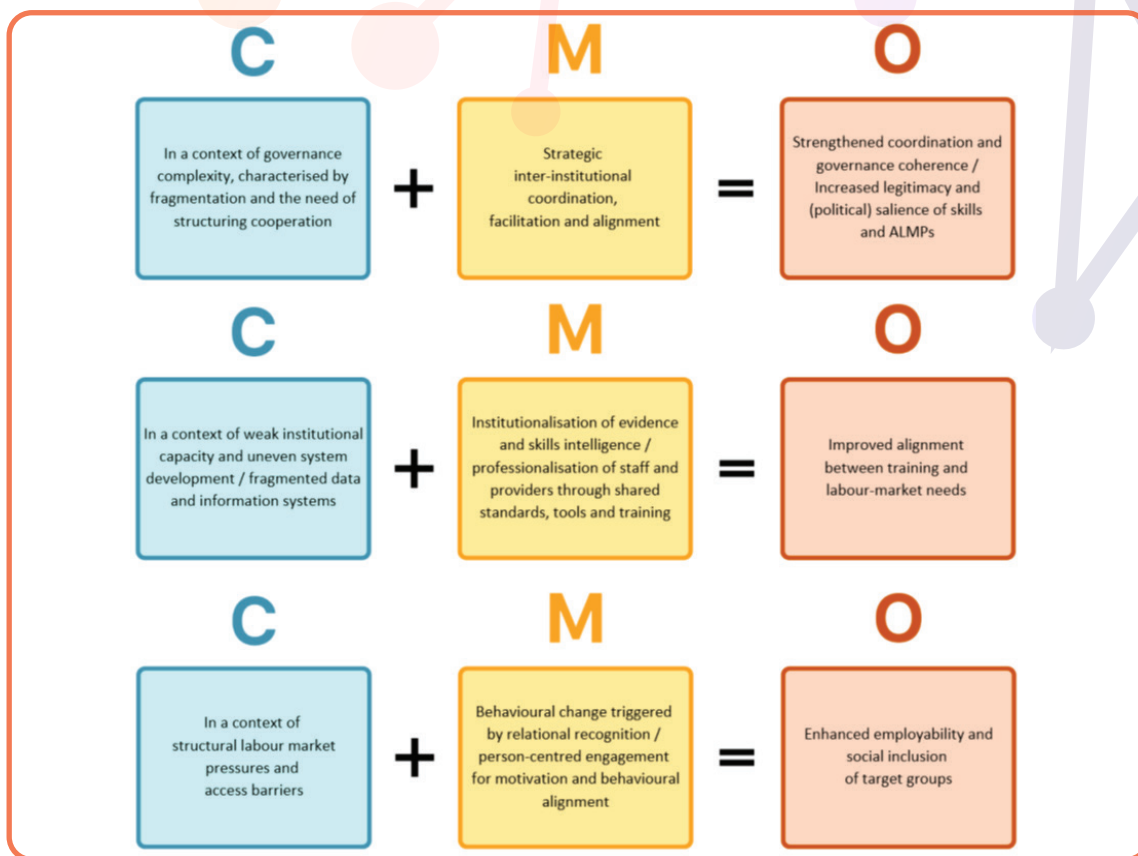 C
M
O
In a context of governance
complexity, characterised by
fragmentation and the need of
structuring cooperation
+
Strategic
inter-institutional
coordination,
facilitation and alignment
=
Strengthened coordination and
governance coherence /
Increased legitimacy and
(political) salience of skills
and ALMPs
C
M
O
In a context of weak institutional
capacity and uneven system
development / fragmented data
and information systems
+
Institutionalisation of evidence
and skills intelligence /
professionalisation of staff and
providers through shared
standards, tools and training
=
Improved alignment
between training and
labour-market needs
C
M
O
In a context of
structural labour market
pressures and
access barriers
+
Behavioural change triggered
by relational recognition /
person-centred engagement
for motivation and behavioural
alignment
=
Enhanced employability and
social inclusion
of target groups